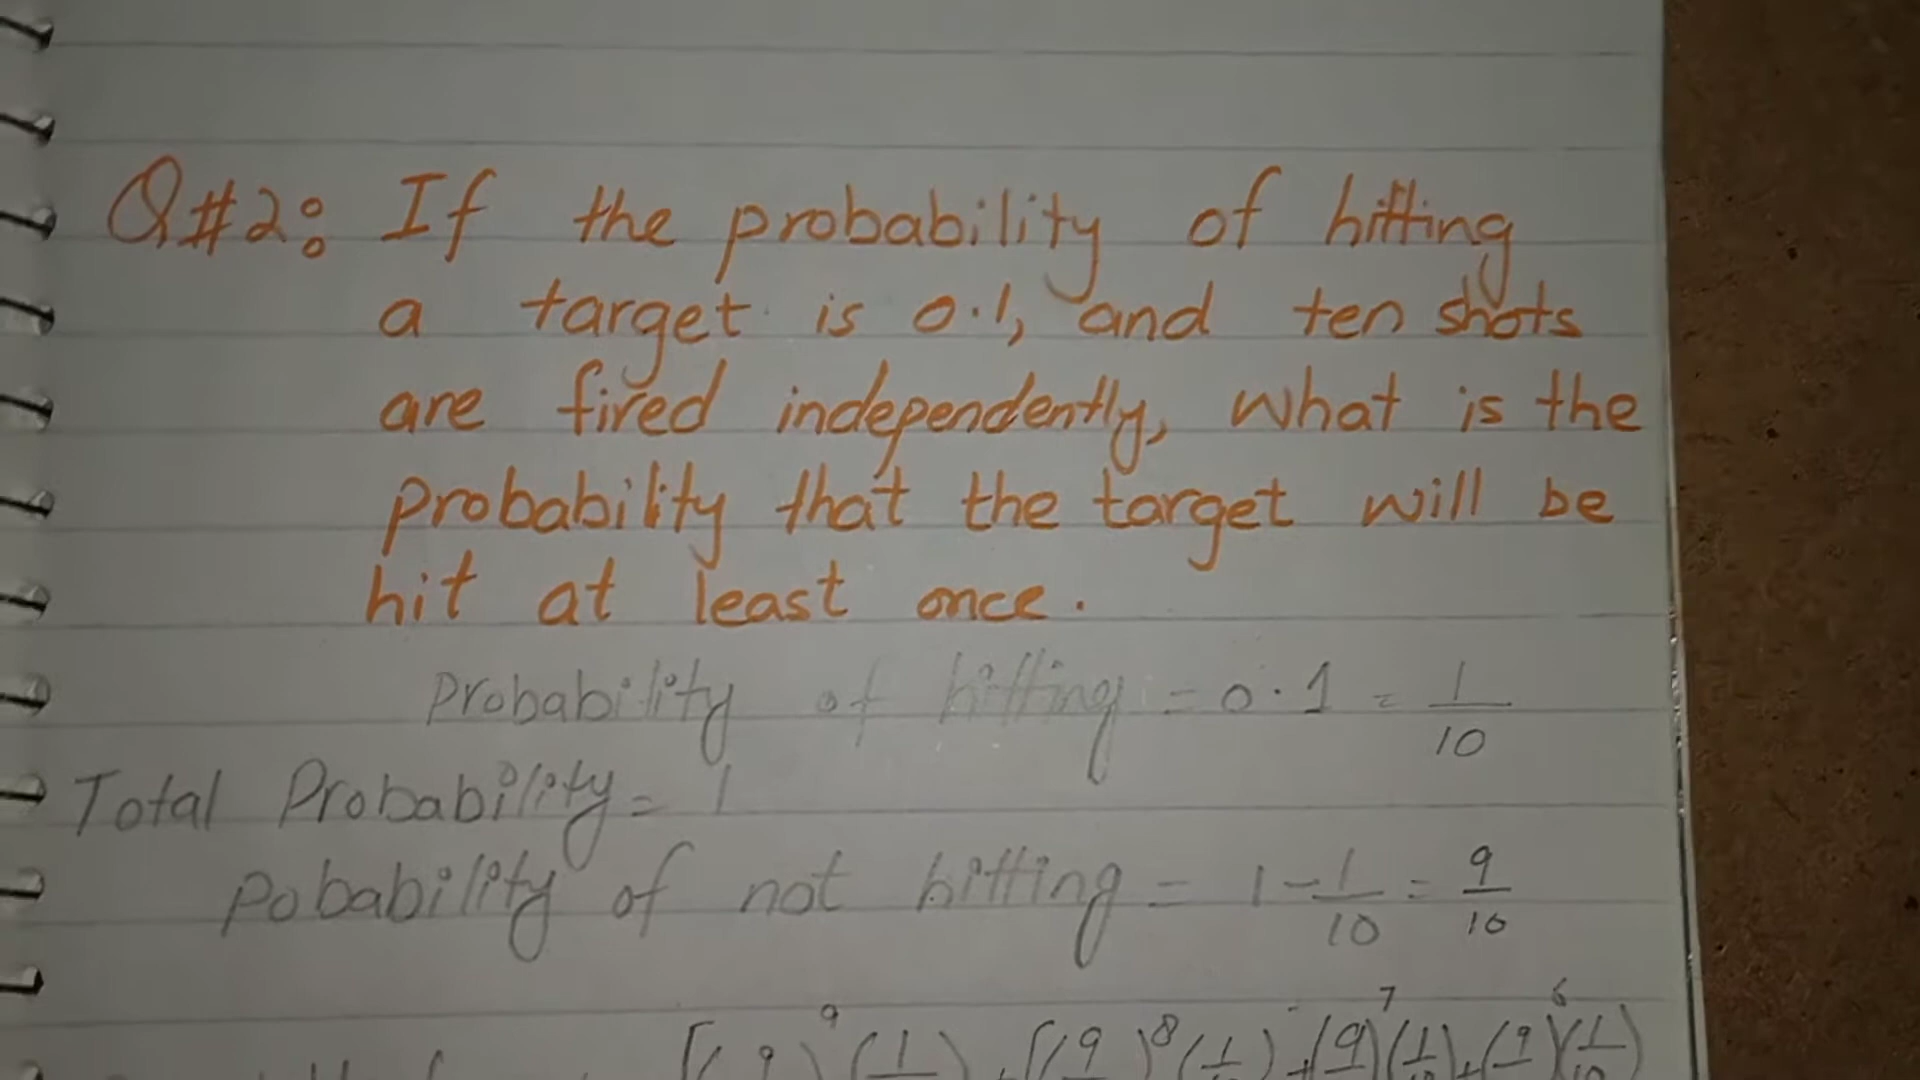 Q#2: If the probability of hitting
a target is 0.1, and ten shots
are fired independently, what is the
probability that the target will be
hit at least once.
Probability of hitting = 0.1 = 1/10
Total Probability = 1
Pobability of not hitting = 1 - 1/10 = 9/10